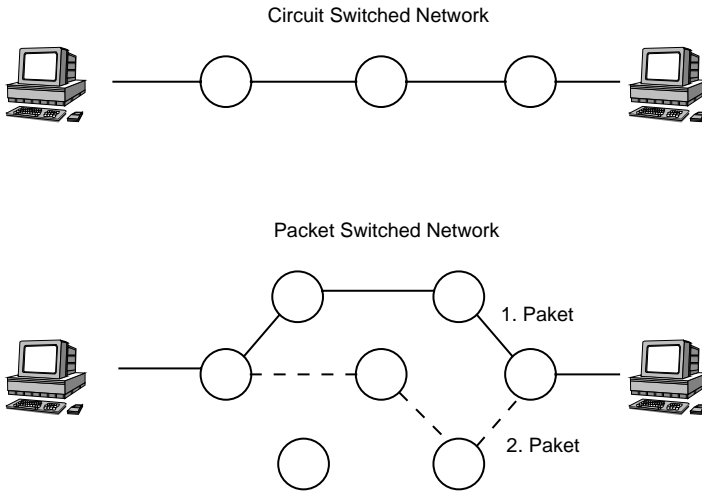 Circuit Switched Network
Packet Switched Network
1. Paket
2. Paket